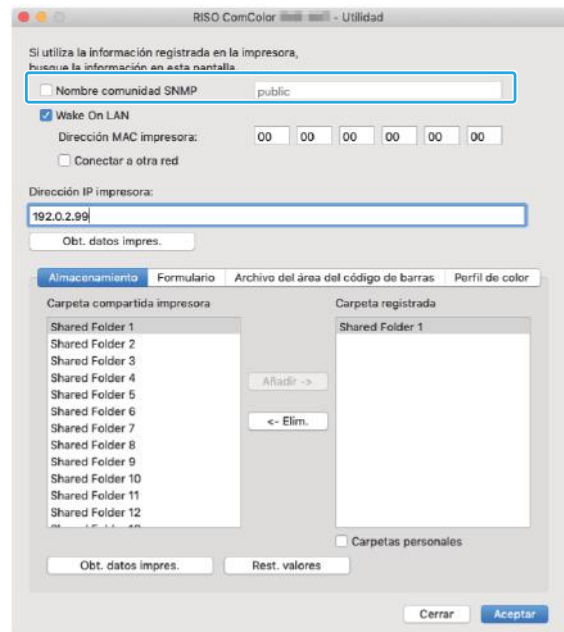 RISO ComColor - Utilidad
Si utiliza la información registrada en la impresora,
busque la información en esta pantalla
Nombre comunidad SNMP public
Wake On LAN
Dirección MAC impresora: 00 00 00 00 00 00
Conectar a otra red
Dirección IP impresora:
192.0.2.99
Obt. datos impres.
Almacenamiento Formulario Archivo del área del código de barras Perfil de color
Carpeta compartida impresora Carpeta registrada
Shared Folder 1 Shared Folder 1
Shared Folder 2
Shared Folder 3
Shared Folder 4
Shared Folder 5
Shared Folder 6
Shared Folder 7
Shared Folder 8
Shared Folder 9
Shared Folder 10
Shared Folder 11
Shared Folder 12
Añadir ->
<- Elim.
Carpetas personales
Obt. datos impres. Rest. valores
Cerrar Aceptar